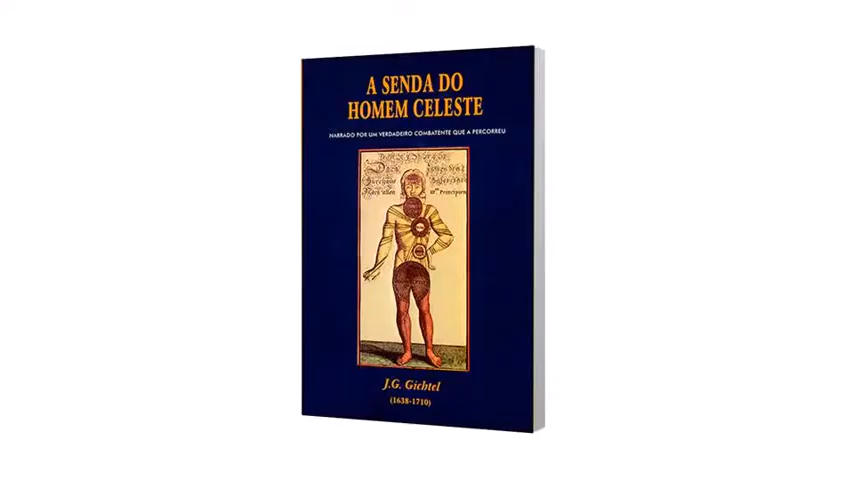 A SENDA DO
HOMEM CELESTE
NARRADO POR UM VERDADEIRO COMBATENTE QUE A PERCORREU
J.G. Gichtel
(1638-1710)